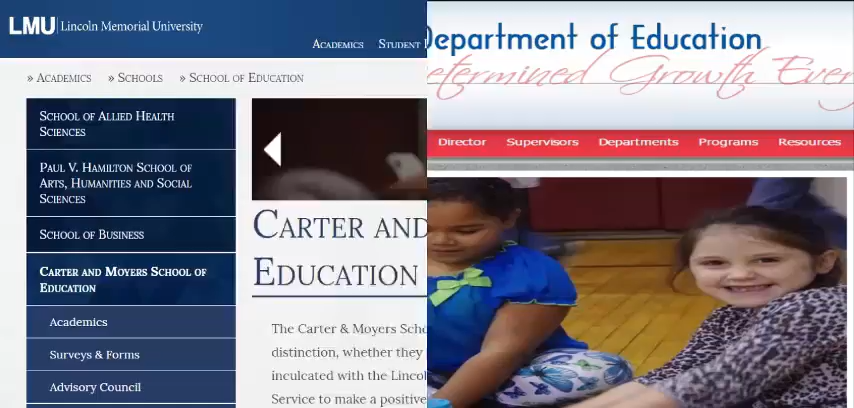 LMU Lincoln Memorial University
Academics Student
» Academics » Schools » School of Education
School of Allied Health
Sciences
Paul V. Hamilton School of
Arts, Humanities and Social
Sciences
School of Business
Carter and Moyers School of
Education
Academics
Surveys & Forms
Advisory Council
Carter and
Education
The Carter & Moyers Scho
distinction, whether they
inculcated with the Lincol
Service to make a positive
Department of Education
etermined Growth Ever
Director Supervisors Departments Programs Resources